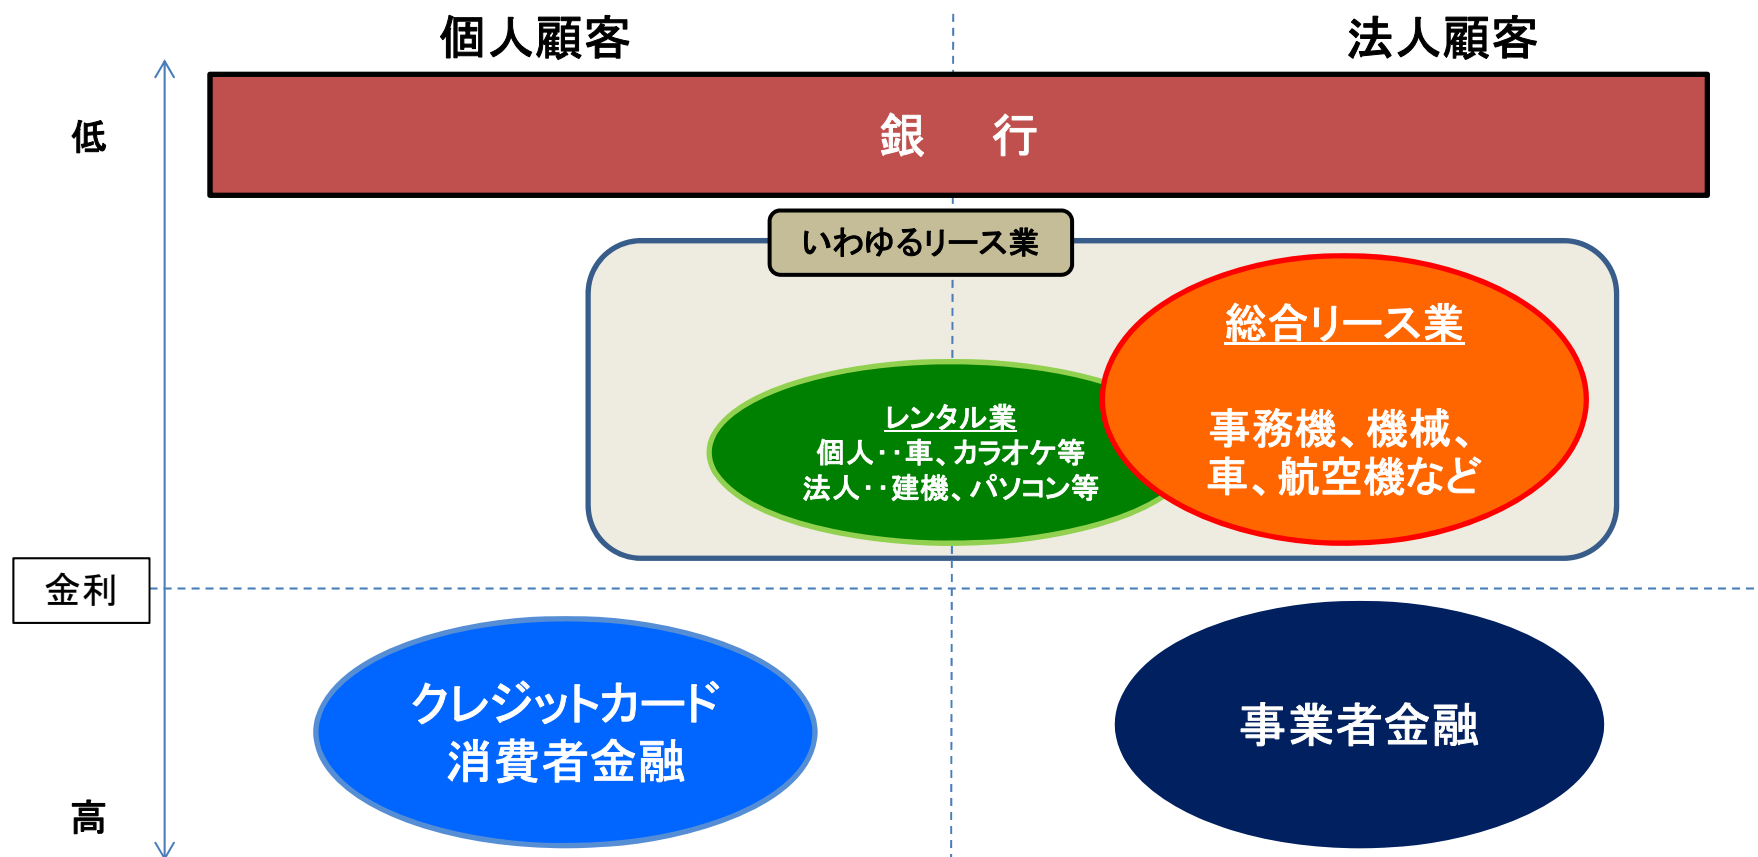 個人顧客
法人顧客
低
銀　行
いわゆるリース業
総合リース業
事務機、機械、
車、航空機など
レンタル業
個人‥車、カラオケ等
法人‥建機、パソコン等
金利
クレジットカード
消費者金融
事業者金融
高